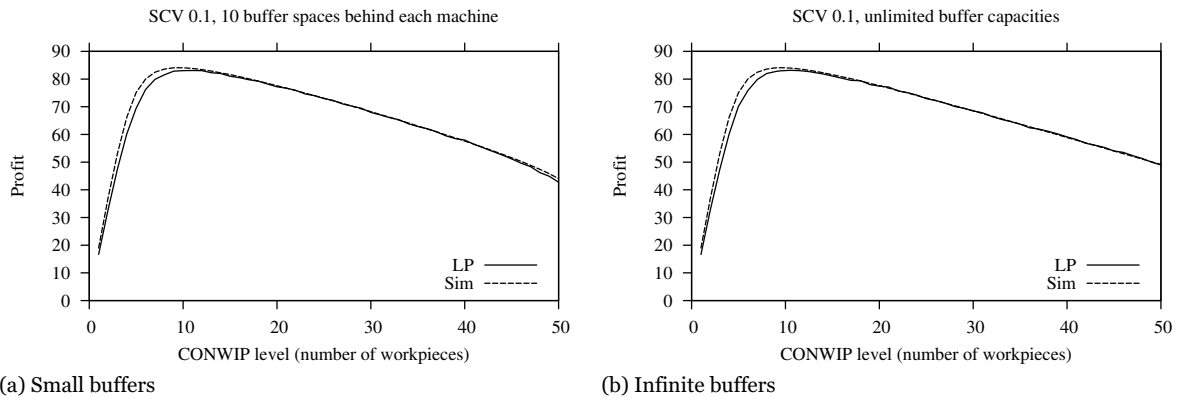 SCV 0.1, 10 buffer spaces behind each machine
90
80
70
60
50
40
30
20
10
0
Profit
LP
Sim
0 10 20 30 40 50
CONWIP level (number of workpieces)
(a) Small buffers
SCV 0.1, unlimited buffer capacities
90
80
70
60
50
40
30
20
10
0
Profit
LP
Sim
0 10 20 30 40 50
CONWIP level (number of workpieces)
(b) Infinite buffers